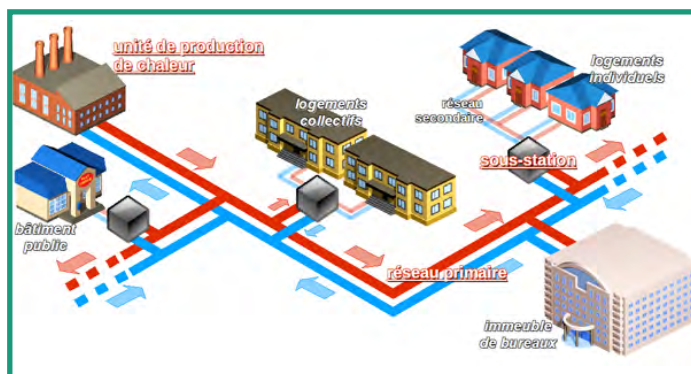 unité de production
de chaleur
logements
individuels
logements
collectifs
réseau
secondaire
sous-station
bâtiment
public
réseau primaire
immeuble
de bureaux